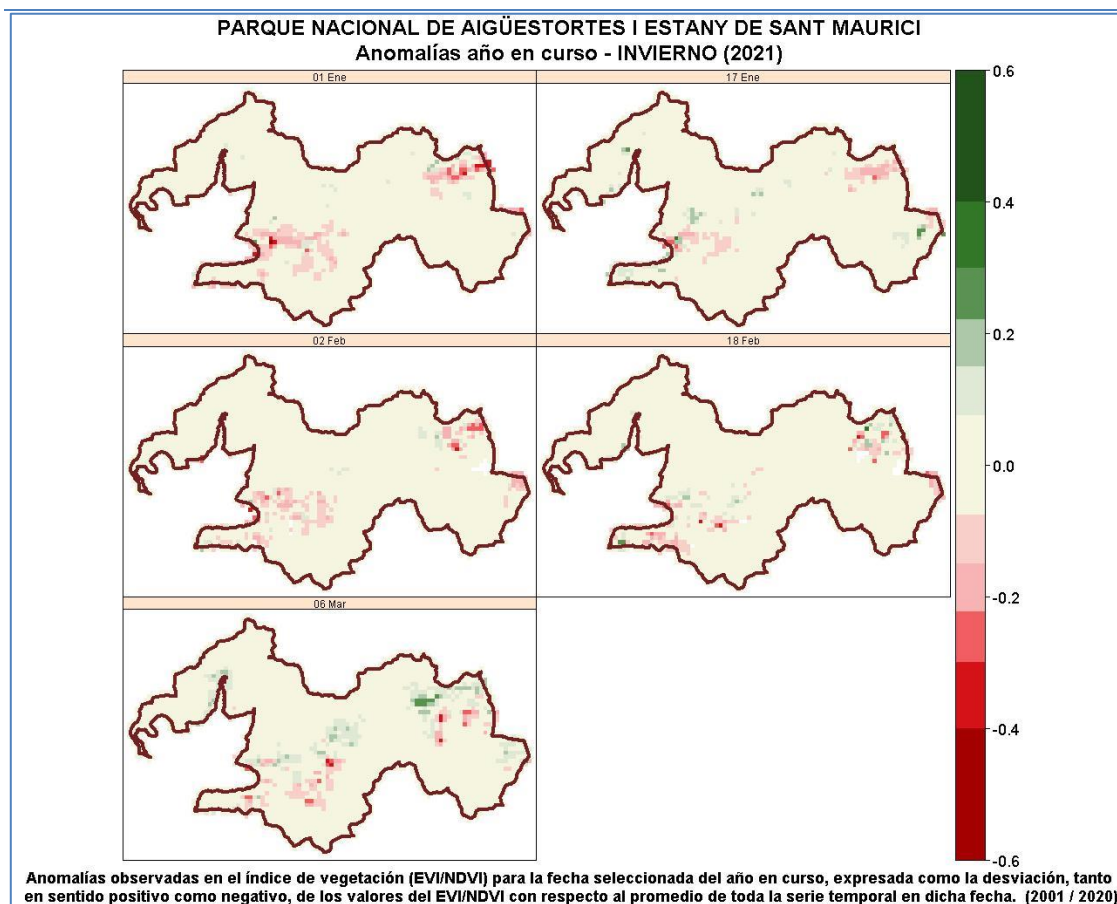 PARQUE NACIONAL DE AIGÜESTORTES I ESTANY DE SANT MAURICI
Anomalías año en curso - INVIERNO (2021)
01 Ene
17 Ene
02 Feb
18 Feb
06 Mar
0.6
0.4
0.2
0.0
-0.2
-0.4
-0.6
Anomalías observadas en el índice de vegetación (EVI/NDVI) para la fecha seleccionada del año en curso, expresada como la desviación, tanto
en sentido positivo como negativo, de los valores del EVI/NDVI con respecto al promedio de toda la serie temporal en dicha fecha. (2001 / 2020